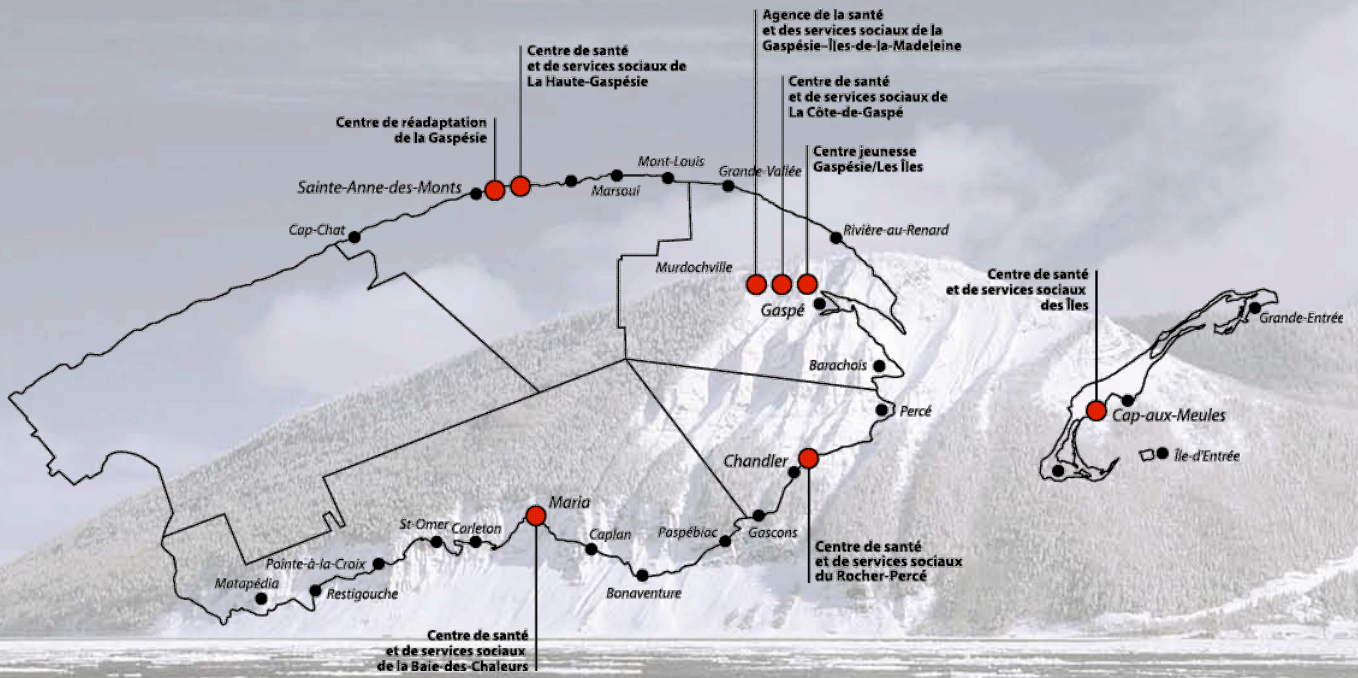 Agence de la santé
et des services sociaux de la
Gaspésie–Îles-de-la-Madeleine
Centre de santé
et de services sociaux de
La Haute-Gaspésie
Centre de santé
et de services sociaux de
La Côte-de-Gaspé
Centre de réadaptation
de la Gaspésie
Centre jeunesse
Gaspésie/Les Îles
Mont-Louis
Grande-Vallée
Sainte-Anne-des-Monts
Marsoui
Cap-Chat
Rivière-au-Renard
Murdochville
Centre de santé
et de services sociaux
des Îles
Gaspé
Grande-Entrée
Barachois
Percé
Cap-aux-Meules
Chandler
Île-d'Entrée
Maria
St-Omer
Carleton
Caplan
Paspébiac
Gascons
Centre de santé
et de services sociaux
du Rocher-Percé
Pointe-à-la-Croix
Matapédia
Restigouche
Bonaventure
Centre de santé
et de services sociaux
de la Baie-des-Chaleurs